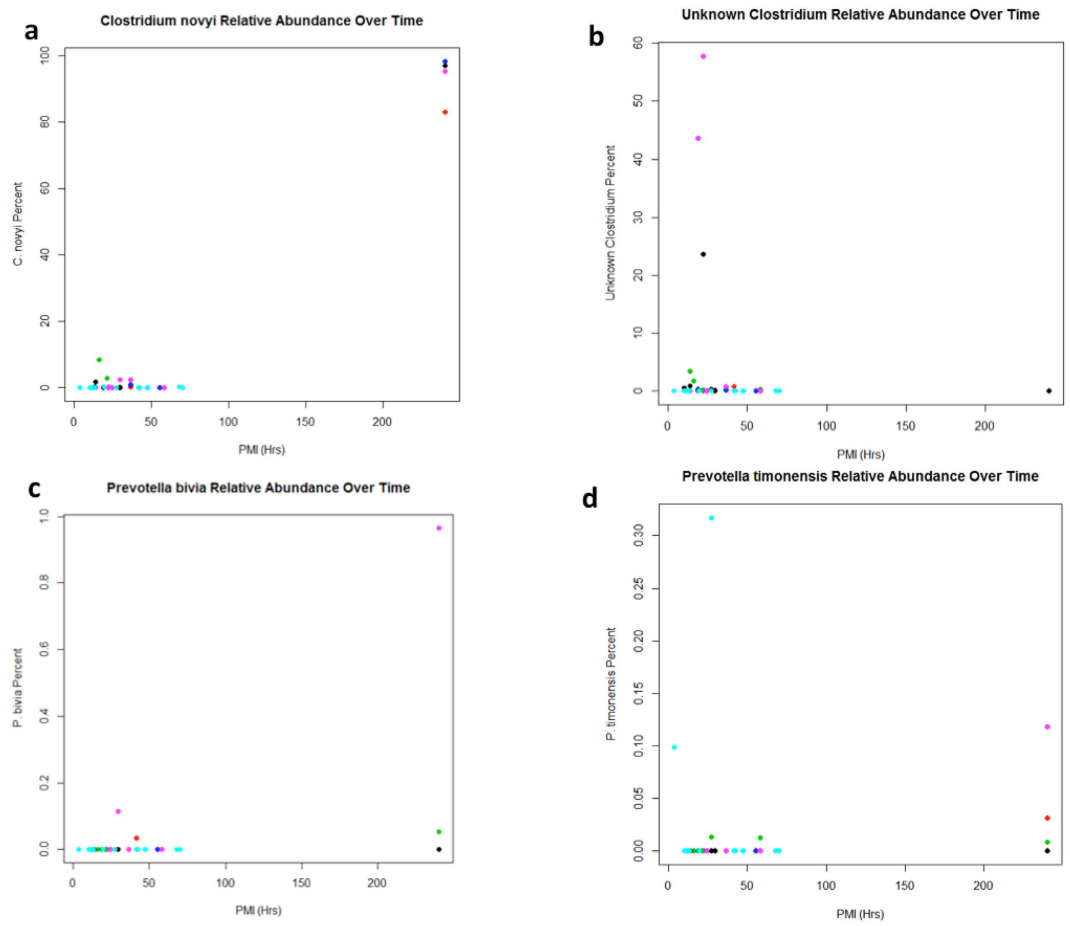 a
Clostridium novyi Relative Abundance Over Time
C. novyi Percent
100
80
60
40
20
0
0 50 100 150 200
PMI (Hrs)
b
Unknown Clostridium Relative Abundance Over Time
Unknown Clostridium Percent
60
50
40
30
20
10
0
0 50 100 150 200
PMI (Hrs)
c
Prevotella bivia Relative Abundance Over Time
P. bivia Percent
1.0
0.8
0.6
0.4
0.2
0.0
0 50 100 150 200
PMI (Hrs)
d
Prevotella timonensis Relative Abundance Over Time
P. timonensis Percent
0.30
0.25
0.20
0.15
0.10
0.05
0.00
0 50 100 150 200
PMI (Hrs)